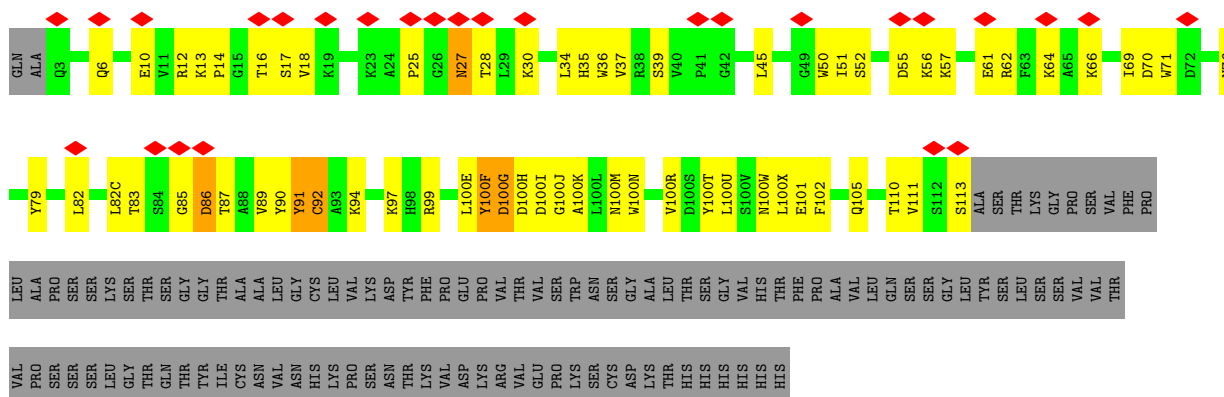 GLN ALA Q3 Q6 E10 V11 R12 K13 P14 G15 T16 S17 V18 K19 K23 A24 P25 G26 N27 T28 L29 K30 L34 H35 W36 V37 R38 S39 V40 P41 G42 L45 G49 W50 I51 S52 D55 K56 K57 E61 R62 F63 K64 A65 K66 I69 D70 W71 D72
Y79 L82 L82C T83 S84 G85 D86 T87 A88 V89 Y90 Y91 C92 A93 K94 K97 H98 R99 L100E Y100F D100G D100H D100I G100J A100K L100L N100M W100N V100R D100S Y100T L100U S100V N100W L100X E101 F102 Q105 T110 V111 S112 S113 ALA SER THR LYS GLY PRO SER VAL PHE PRO
LEU ALA PRO SER SER LYS SER THR SER GLY GLY THR ALA ALA LEU GLY CYS LEU VAL LYS ASP TYR PHE PRO GLU PRO VAL THR VAL SER TRP ASN SER GLY ALA LEU THR SER GLY VAL HIS THR PHE PRO ALA VAL LEU GLN SER SER GLY LEU TYR SER LEU SER SER VAL VAL THR
VAL PRO SER SER SER LEU GLY THR GLN THR TYR ILE CYS ASN VAL ASN HIS LYS PRO SER ASN THR LYS VAL ASP LYS ARG VAL GLU PRO LYS SER CYS ASP LYS THR HIS HIS HIS HIS HIS HIS